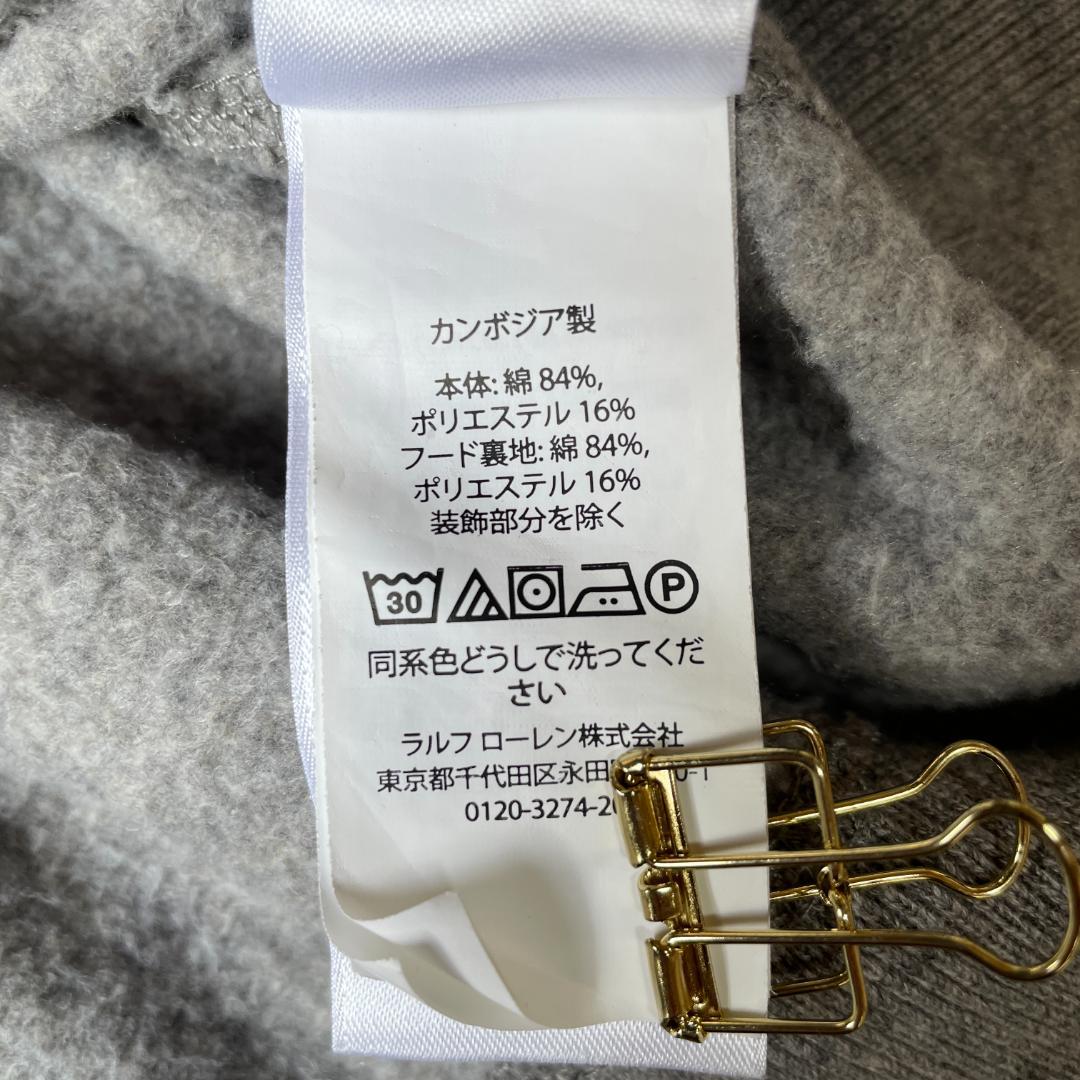 カンボジア製
本体: 綿 84%,
ポリエステル 16%
フード裏地: 綿 84%,
ポリエステル 16%
装飾部分を除く
30 P
同系色どうしで洗ってくだ
さい
ラルフ ローレン株式会社
東京都千代田区永田
0120-3274-20